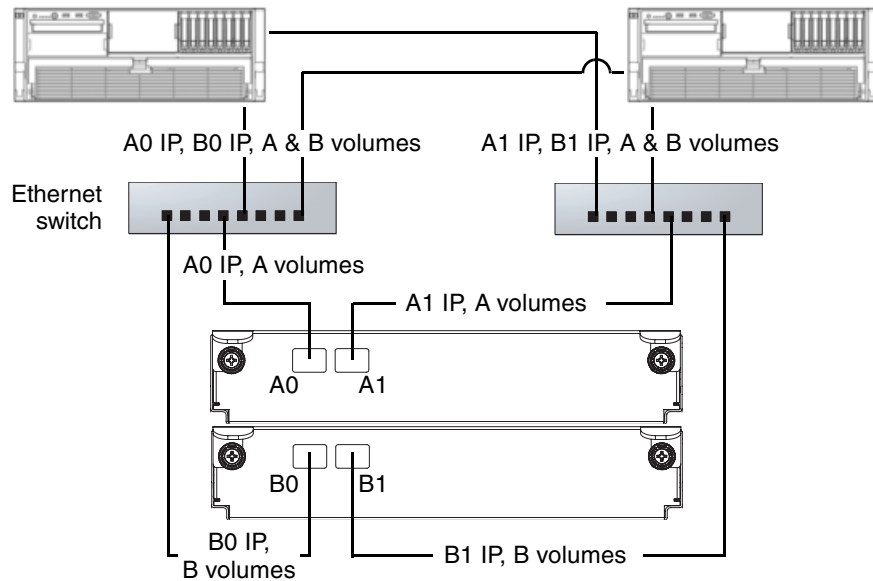 A0 IP, B0 IP, A & B volumes
A1 IP, B1 IP, A & B volumes
Ethernet
switch
A0 IP, A volumes
A1 IP, A volumes
A0
A1
B0
B1
B0 IP,
B volumes
B1 IP, B volumes